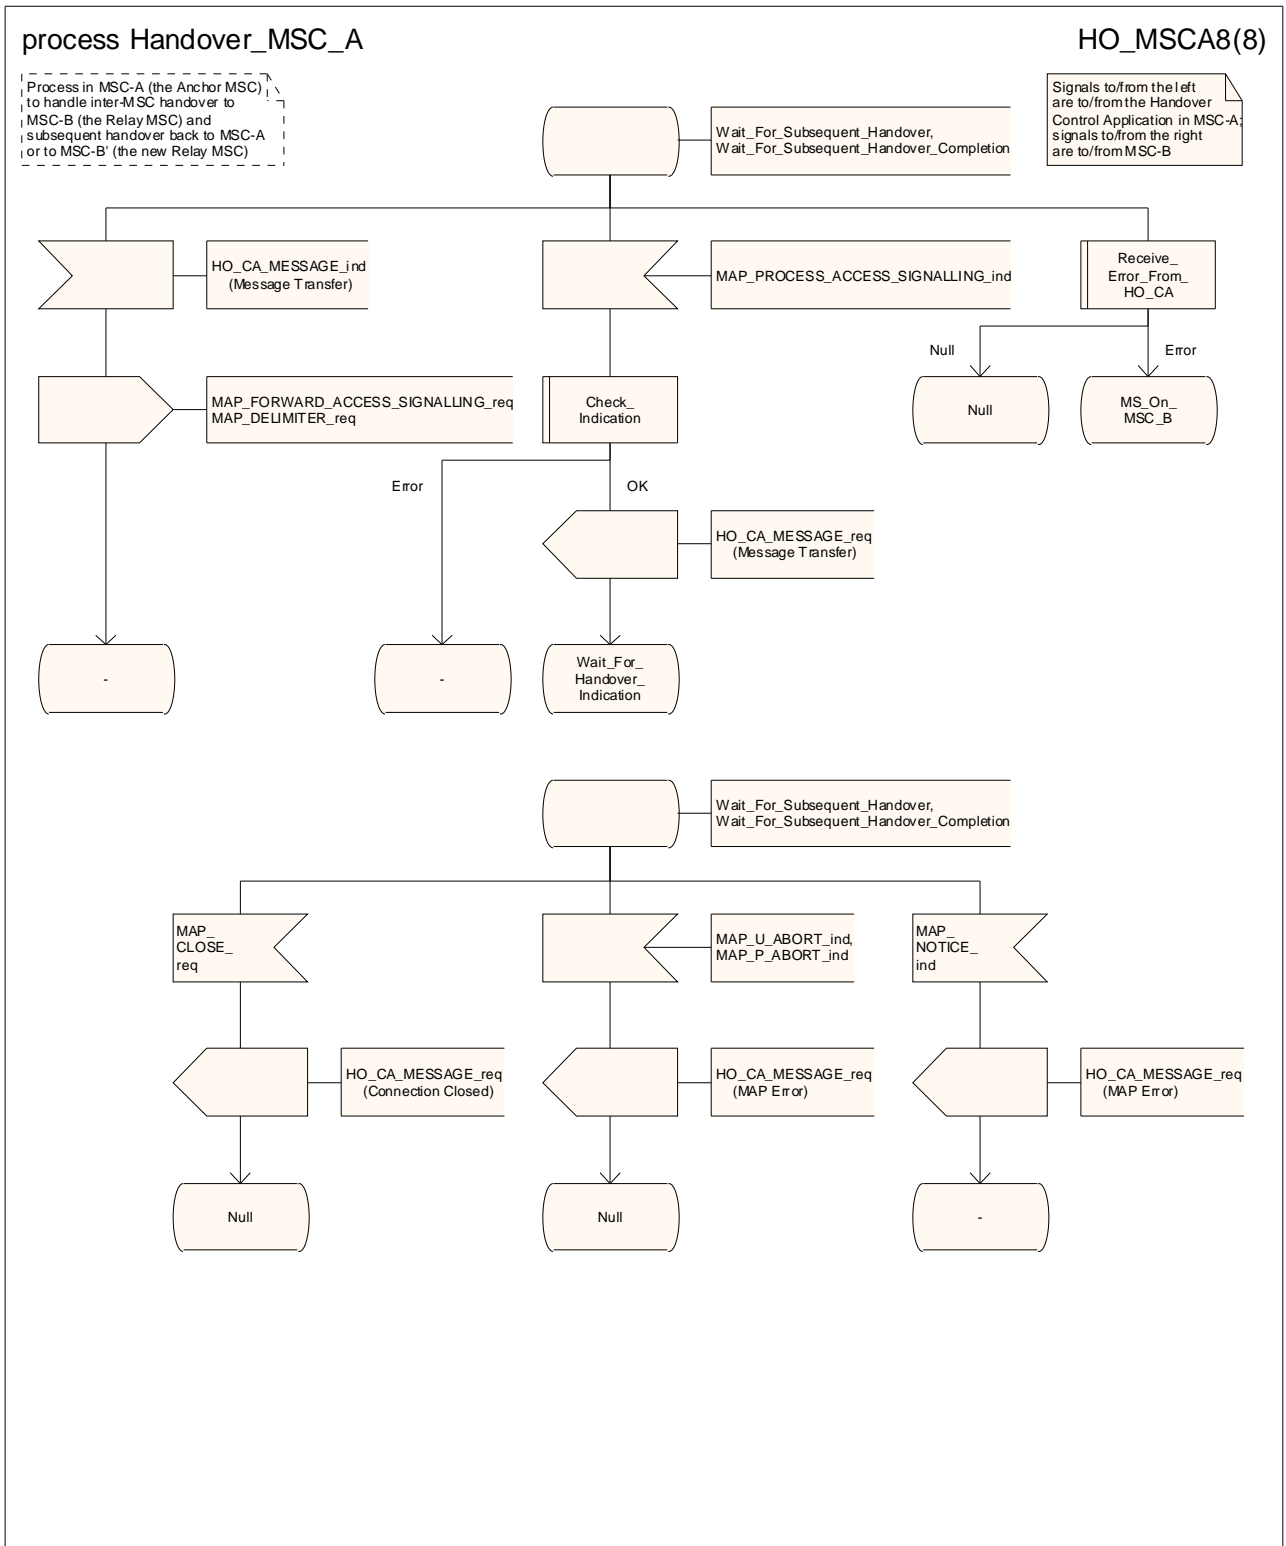 process Handover_MSC_A
HO_MSCA8(8)
Process in MSC-A (the Anchor MSC)
to handle inter-MSC handover to
MSC-B (the Relay MSC) and
subsequent handover back to MSC-A
or to MSC-B' (the new Relay MSC)
Signals to/from the left
are to/from the Handover
Control Application in MSC-A;
signals to/from the right
are to/from MSC-B
Wait_For_Subsequent_Handover,
Wait_For_Subsequent_Handover_Completion
HO_CA_MESSAGE_ind
(Message Transfer)
MAP_PROCESS_ACCESS_SIGNALLING_ind
Receive_
Error_From_
HO_CA
Null
Error
MAP_FORWARD_ACCESS_SIGNALLING_req
MAP_DELIMITER_req
Check_
Indication
Null
MS_On_
MSC_B
Error
OK
HO_CA_MESSAGE_req
(Message Transfer)
-
-
Wait_For_
Handover_
Indication
Wait_For_Subsequent_Handover,
Wait_For_Subsequent_Handover_Completion
MAP_
CLOSE_
req
MAP_U_ABORT_ind,
MAP_P_ABORT_ind
MAP_
NOTICE_
ind
HO_CA_MESSAGE_req
(Connection Closed)
HO_CA_MESSAGE_req
(MAP Error)
HO_CA_MESSAGE_req
(MAP Error)
Null
Null
-